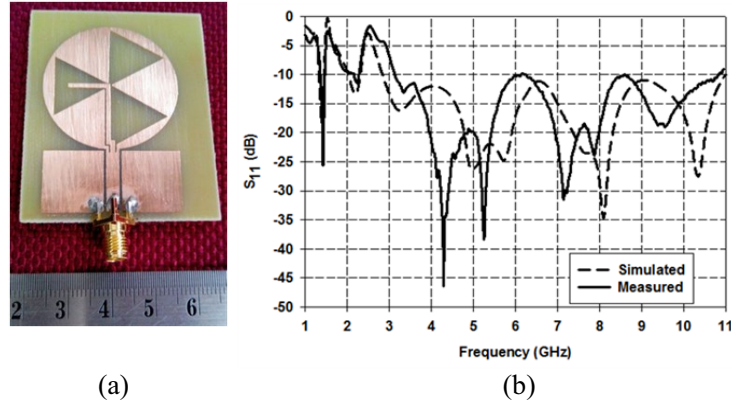 0
-5
-10
-15
-20
-25
-30
-35
-40
-45
-50
S11 (dB)
Simulated
Measured
1 2 3 4 5 6 7 8 9 10 11
Frequency (GHz)
2 3 4 5 6
(a) (b)